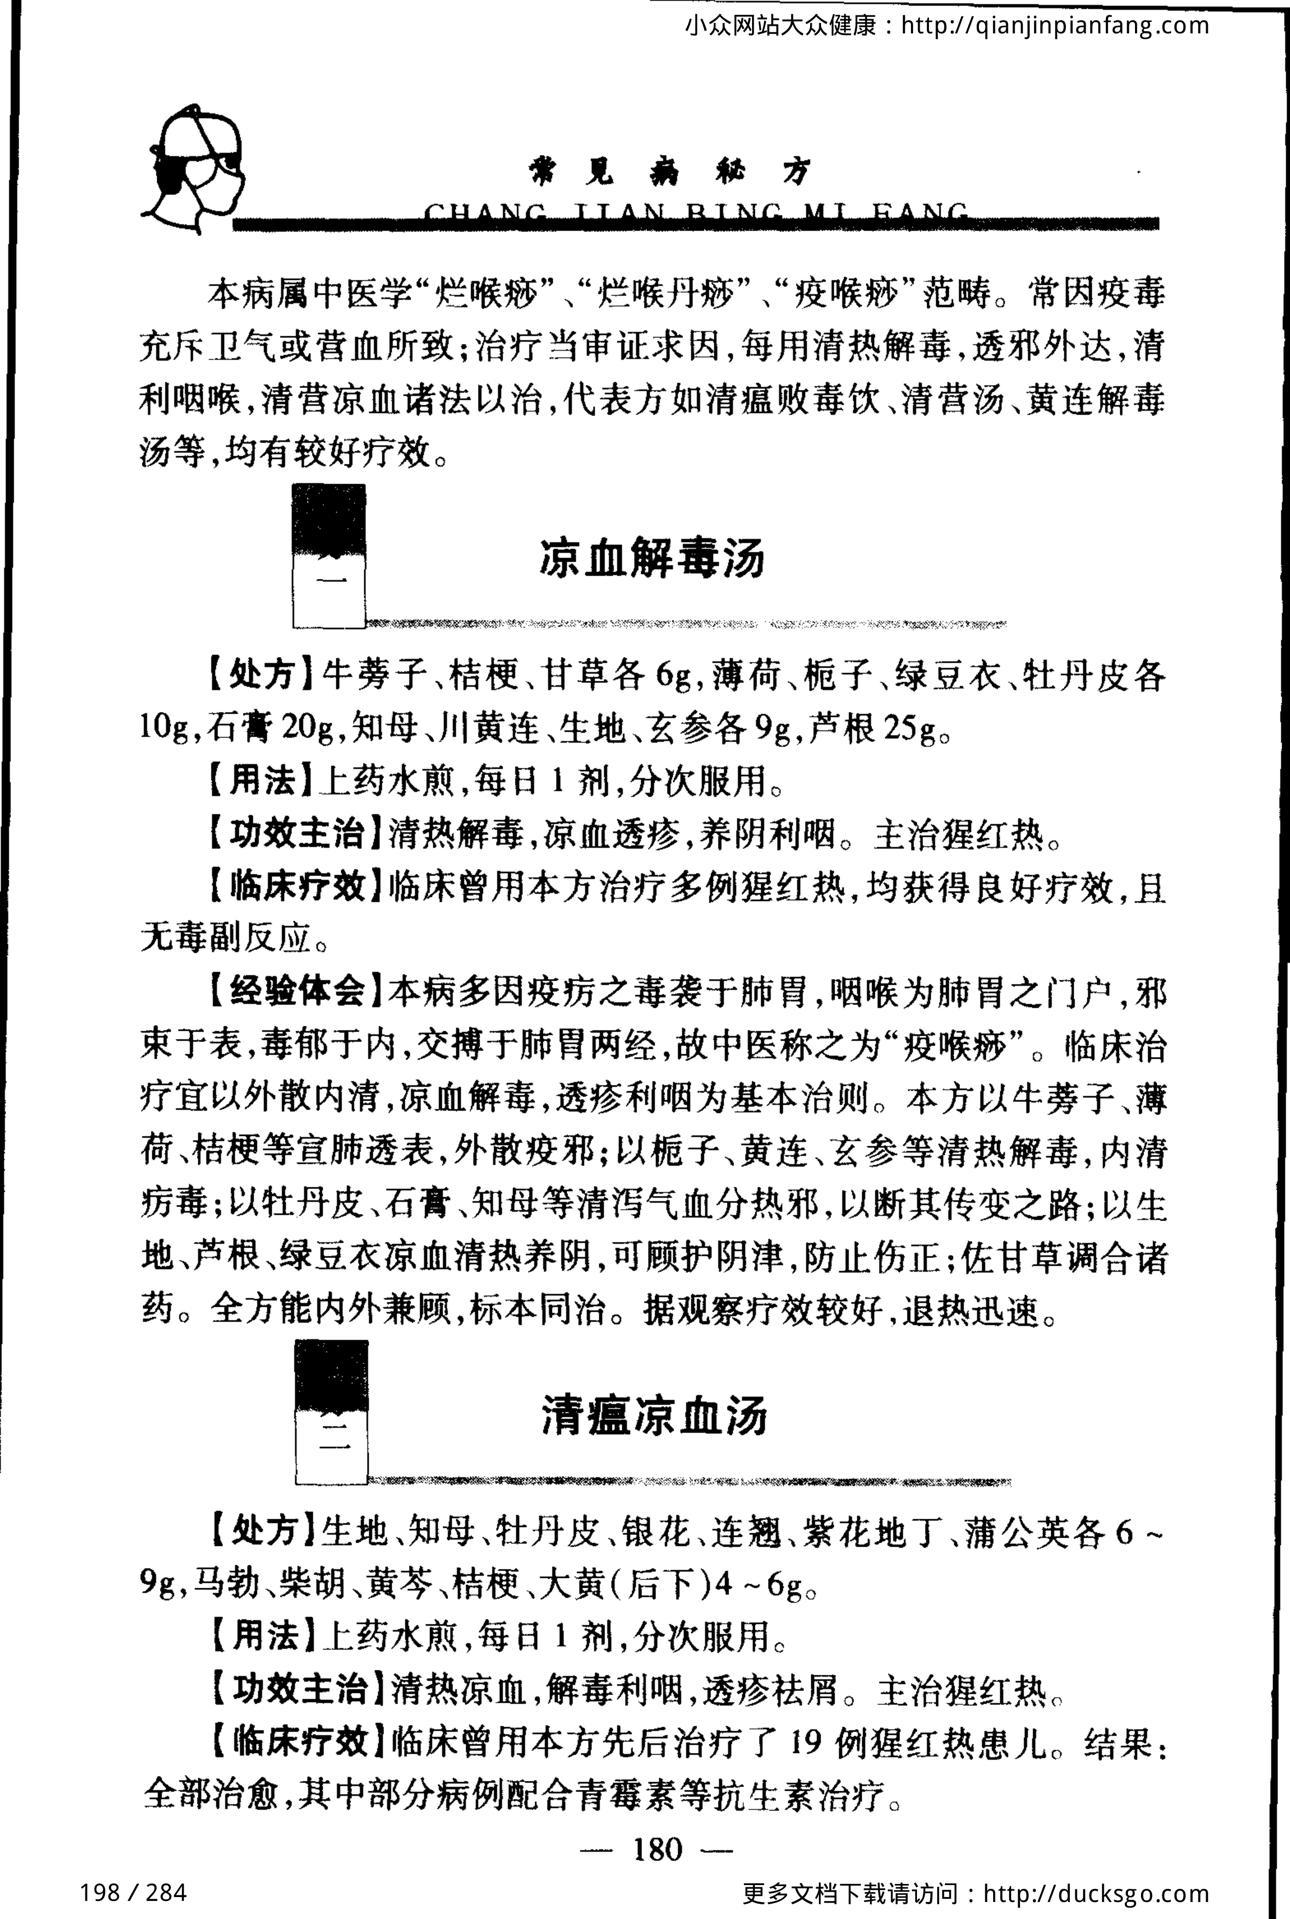 小众网站大众健康：http://qianjinpianfang.com
常见病秘方
CHANG JIAN BING MI FANG
本病属中医学“烂喉痧”、“烂喉丹痧”、“疫喉痧”范畴。常因疫毒
充斥卫气或营血所致；治疗当审证求因，每用清热解毒，透邪外达，清
利咽喉，清营凉血诸法以治，代表方如清瘟败毒饮、清营汤、黄连解毒
汤等，均有较好疗效。
一
凉血解毒汤
【处方】牛蒡子、桔梗、甘草各 6g，薄荷、栀子、绿豆衣、牡丹皮各
10g，石膏 20g，知母、川黄连、生地、玄参各 9g，芦根 25g。
【用法】上药水煎，每日 1 剂，分次服用。
【功效主治】清热解毒，凉血透疹，养阴利咽。主治猩红热。
【临床疗效】临床曾用本方治疗多例猩红热，均获得良好疗效，且
无毒副反应。
【经验体会】本病多因疫疠之毒袭于肺胃，咽喉为肺胃之门户，邪
束于表，毒郁于内，交搏于肺胃两经，故中医称之为“疫喉痧”。临床治
疗宜以外散内清，凉血解毒，透疹利咽为基本治则。本方以牛蒡子、薄
荷、桔梗等宣肺透表，外散疫邪；以栀子、黄连、玄参等清热解毒，内清
疠毒；以牡丹皮、石膏、知母等清泻气血分热邪，以断其传变之路；以生
地、芦根、绿豆衣凉血清热养阴，可顾护阴津，防止伤正；佐甘草调合诸
药。全方能内外兼顾，标本同治。据观察疗效较好，退热迅速。
二
清瘟凉血汤
【处方】生地、知母、牡丹皮、银花、连翘、紫花地丁、蒲公英各 6 ~
9g，马勃、柴胡、黄芩、桔梗、大黄（后下）4 ~ 6g。
【用法】上药水煎，每日 1 剂，分次服用。
【功效主治】清热凉血，解毒利咽，透疹祛屑。主治猩红热。
【临床疗效】临床曾用本方先后治疗了 19 例猩红热患儿。结果：
全部治愈，其中部分病例配合青霉素等抗生素治疗。
— 180 —
198 / 284
更多文档下载请访问：http://ducksgo.com